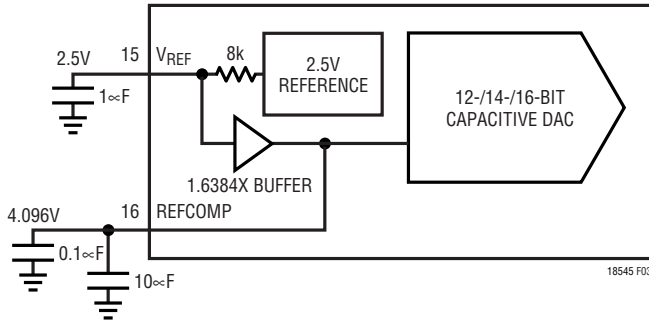 2.5V
15
V_REF
8k
2.5V
REFERENCE
12-/14-/16-BIT
CAPACITIVE DAC
1∝F
1.6384X BUFFER
4.096V
16
REFCOMP
0.1∝F
10∝F
18545 F03